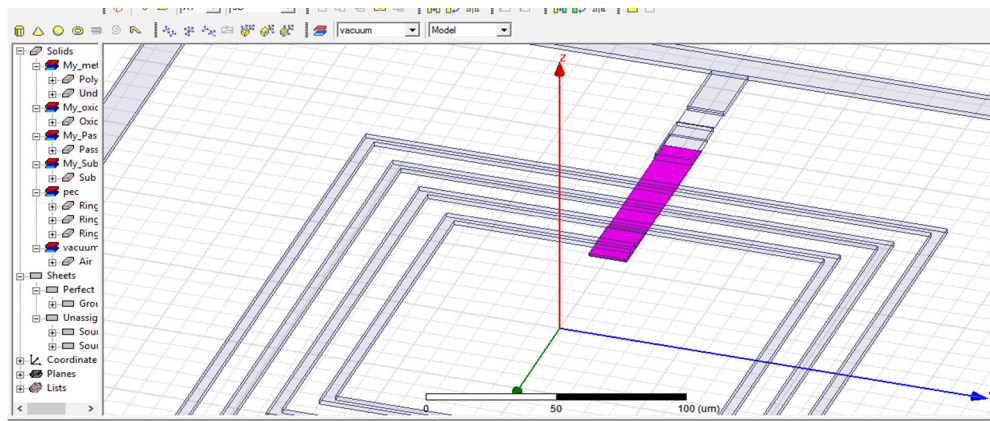 vacuum
Model
Solids
My_met
Poly
Und
My_oxic
Oxic
My_Pas
Pass
My_Sub
Sub
pec
Ring
Ring
Ring
vacuum
Air
Sheets
Perfect
Grou
Unassig
Sour
Sour
Coordinate
Planes
Lists
Z
0
50
100 (um)